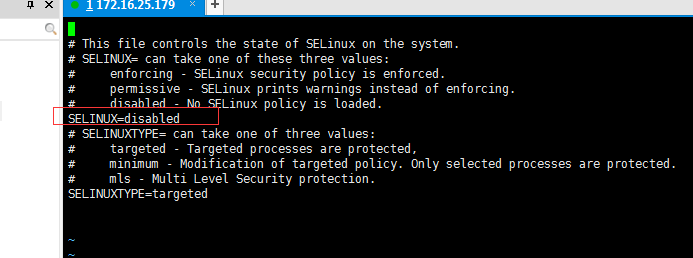 1 172.16.25.179 × +
# This file controls the state of SELinux on the system.
# SELINUX= can take one of these three values:
#     enforcing - SELinux security policy is enforced.
#     permissive - SELinux prints warnings instead of enforcing.
#     disabled - No SELinux policy is loaded.
SELINUX=disabled
# SELINUXTYPE= can take one of three values:
#     targeted - Targeted processes are protected,
#     minimum - Modification of targeted policy. Only selected processes are protected.
#     mls - Multi Level Security protection.
SELINUXTYPE=targeted
~
~